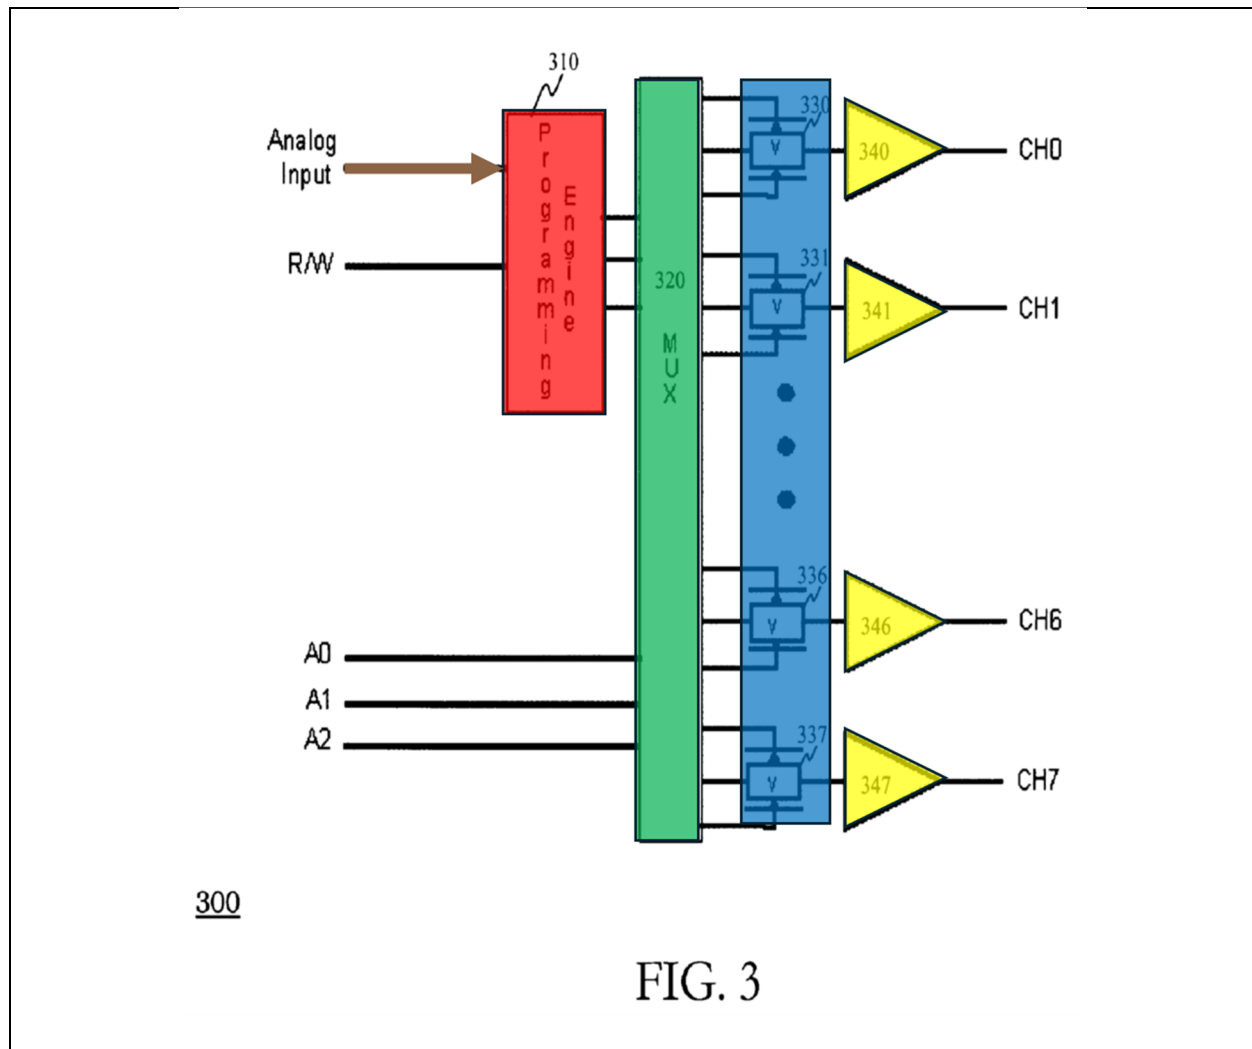 310
Analog
Input
R/W
Programming
Engine
320
MUX
330
V
340
CH0
331
V
341
CH1
336
V
346
CH6
A0
A1
A2
337
V
347
CH7
300
FIG. 3